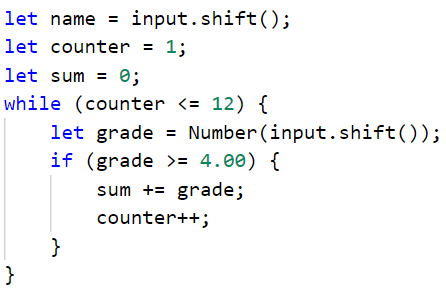 let name = input.shift();
let counter = 1;
let sum = 0;
while (counter <= 12) {
    let grade = Number(input.shift());
    if (grade >= 4.00) {
        sum += grade;
        counter++;
    }
}